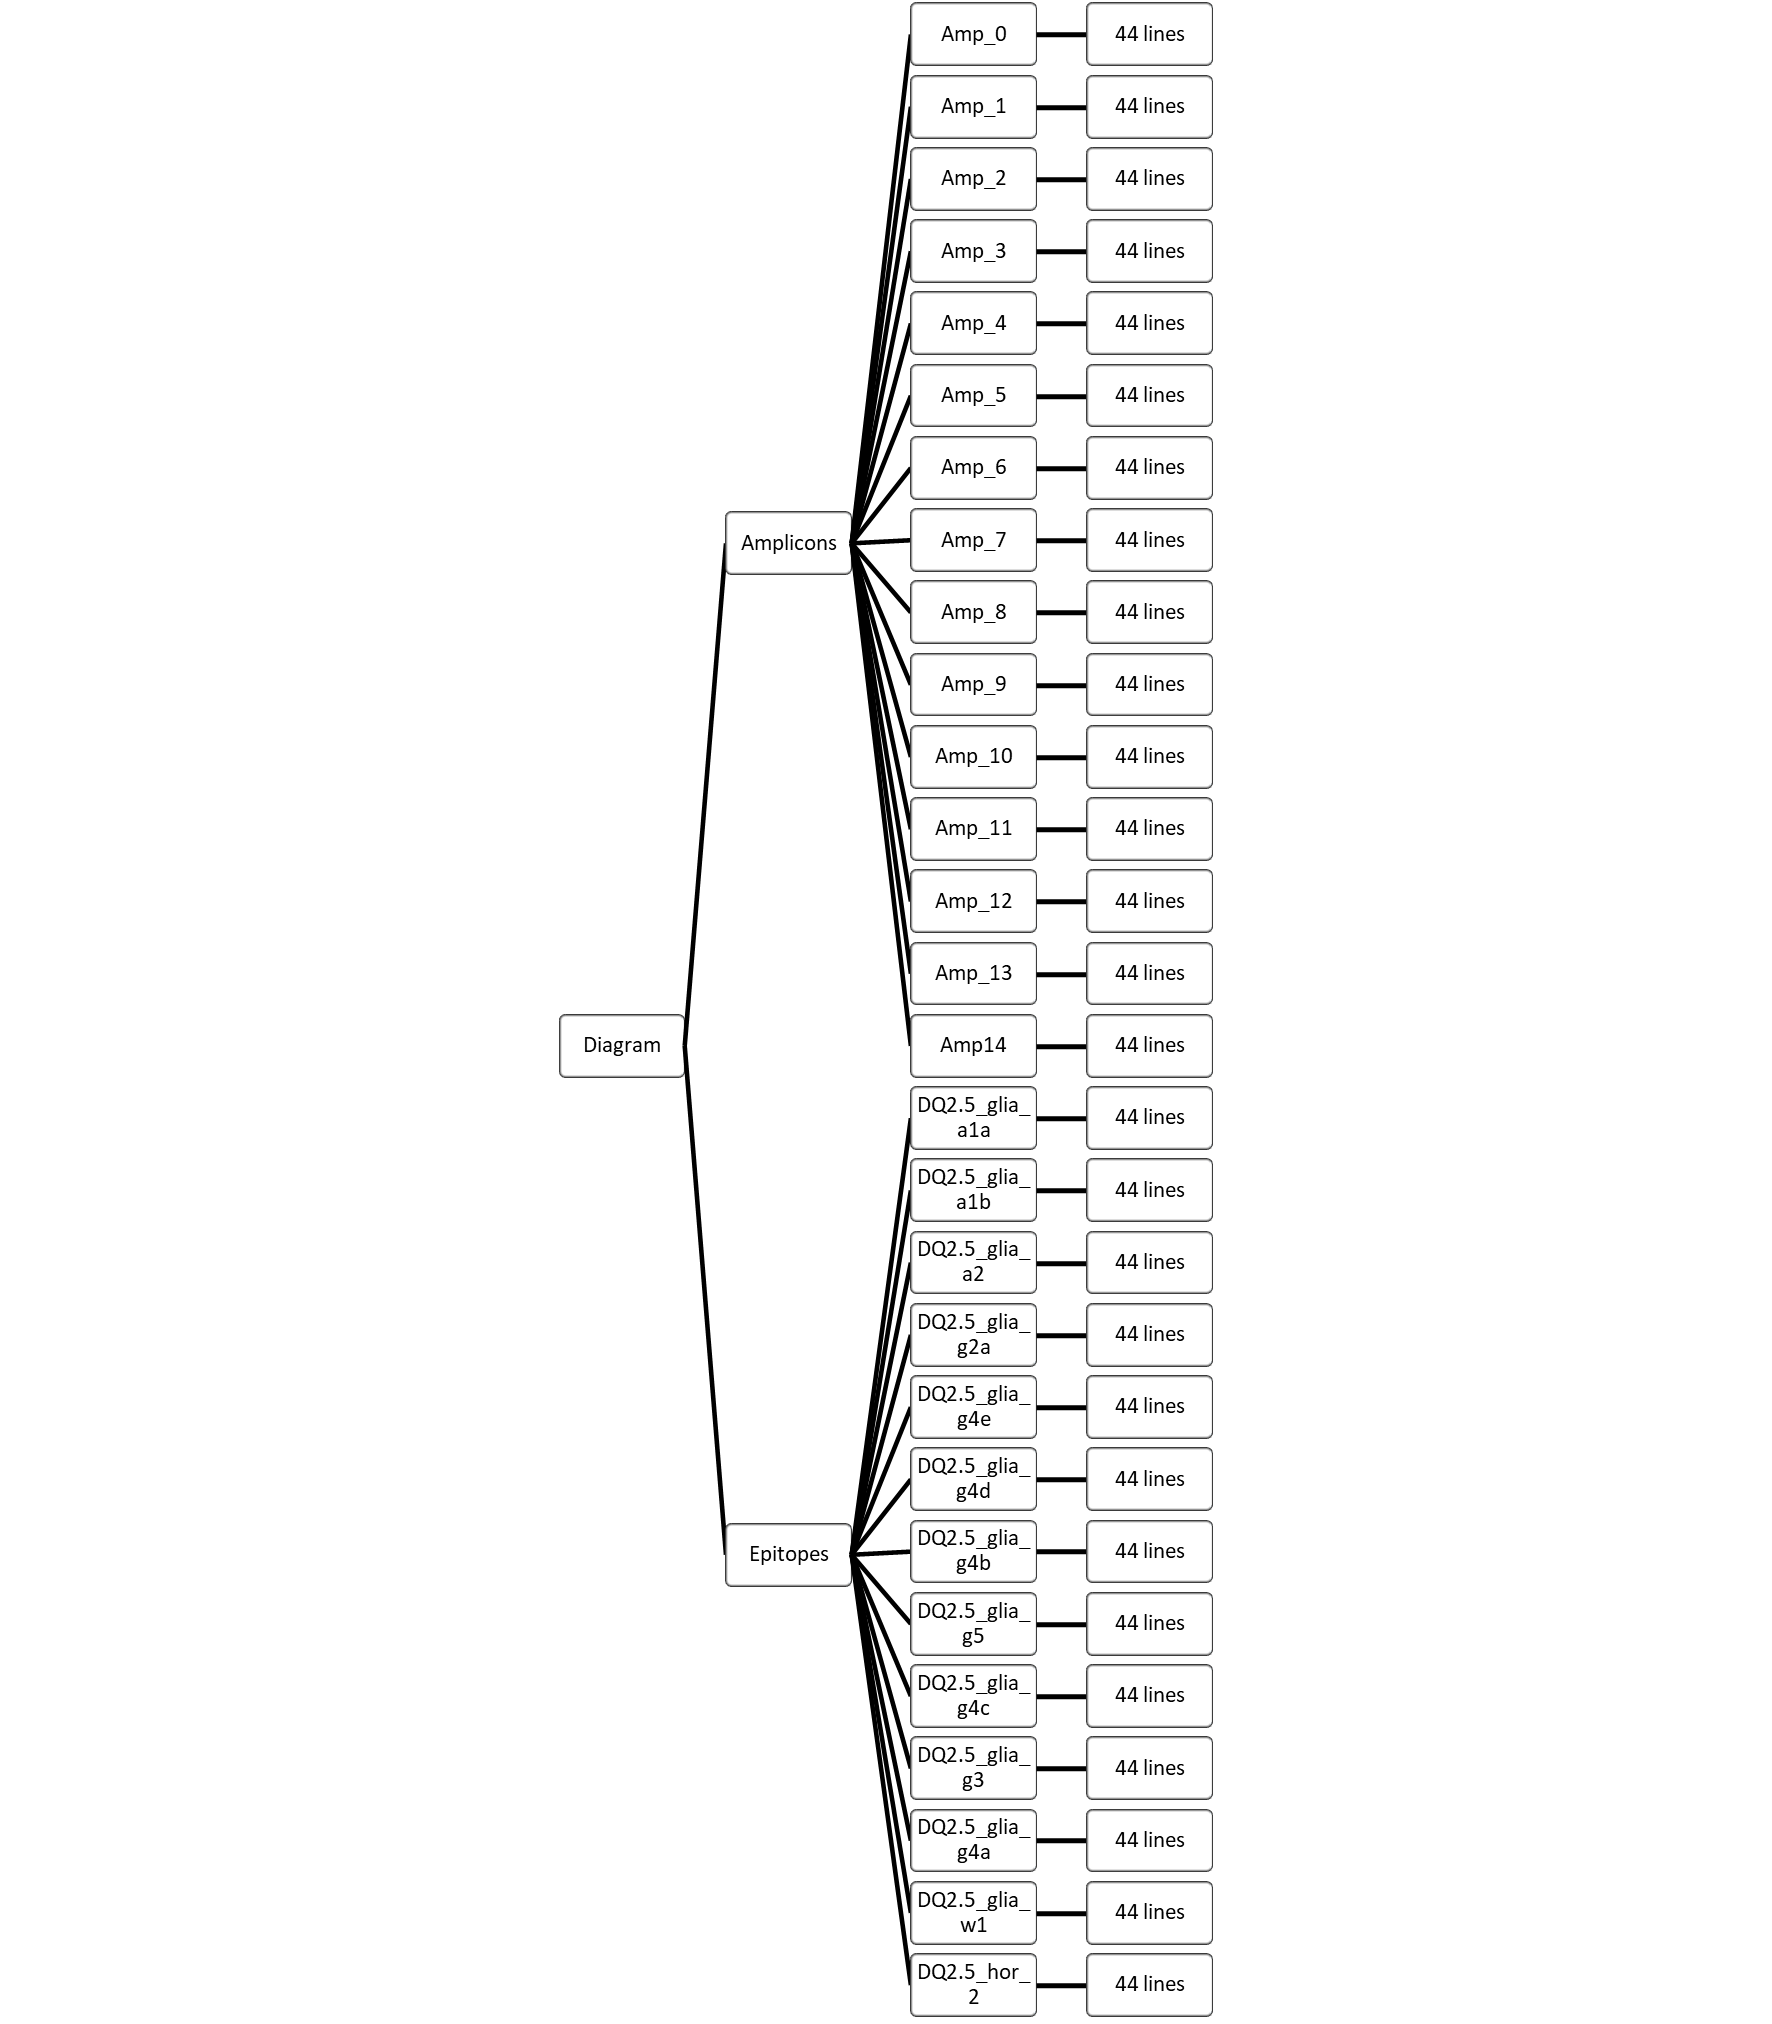 Diagram
Amplicons
Amp_0
44 lines
Amp_1
44 lines
Amp_2
44 lines
Amp_3
44 lines
Amp_4
44 lines
Amp_5
44 lines
Amp_6
44 lines
Amp_7
44 lines
Amp_8
44 lines
Amp_9
44 lines
Amp_10
44 lines
Amp_11
44 lines
Amp_12
44 lines
Amp_13
44 lines
Amp14
44 lines
Epitopes
DQ2.5_glia_
a1a
44 lines
DQ2.5_glia_
a1b
44 lines
DQ2.5_glia_
a2
44 lines
DQ2.5_glia_
g2a
44 lines
DQ2.5_glia_
g4e
44 lines
DQ2.5_glia_
g4d
44 lines
DQ2.5_glia_
g4b
44 lines
DQ2.5_glia_
g5
44 lines
DQ2.5_glia_
g4c
44 lines
DQ2.5_glia_
g3
44 lines
DQ2.5_glia_
g4a
44 lines
DQ2.5_glia_
w1
44 lines
DQ2.5_hor_
2
44 lines